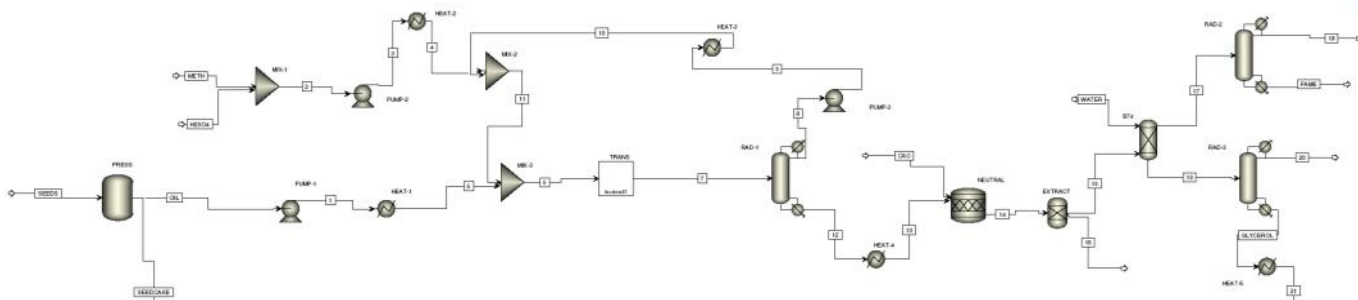 HEAT-2
RAD-2
3
4
10
HEAT-3
18
MIX-2
METH
MIX-1
2
PUMP-2
9
FAME
11
PUMP-3
17
H2SO4
8
WATER
RAD-1
CAO
RAD-3
PRESS
MIX-3
TRANS
20
SEEDS
OIL
PUMP-1
1
HEAT-1
5
6
7
NEUTRAL
EXTRACT
16
19
14
12
13
15
GLYCEROL
HEAT-4
SEEDCAKE
HEAT-5
21